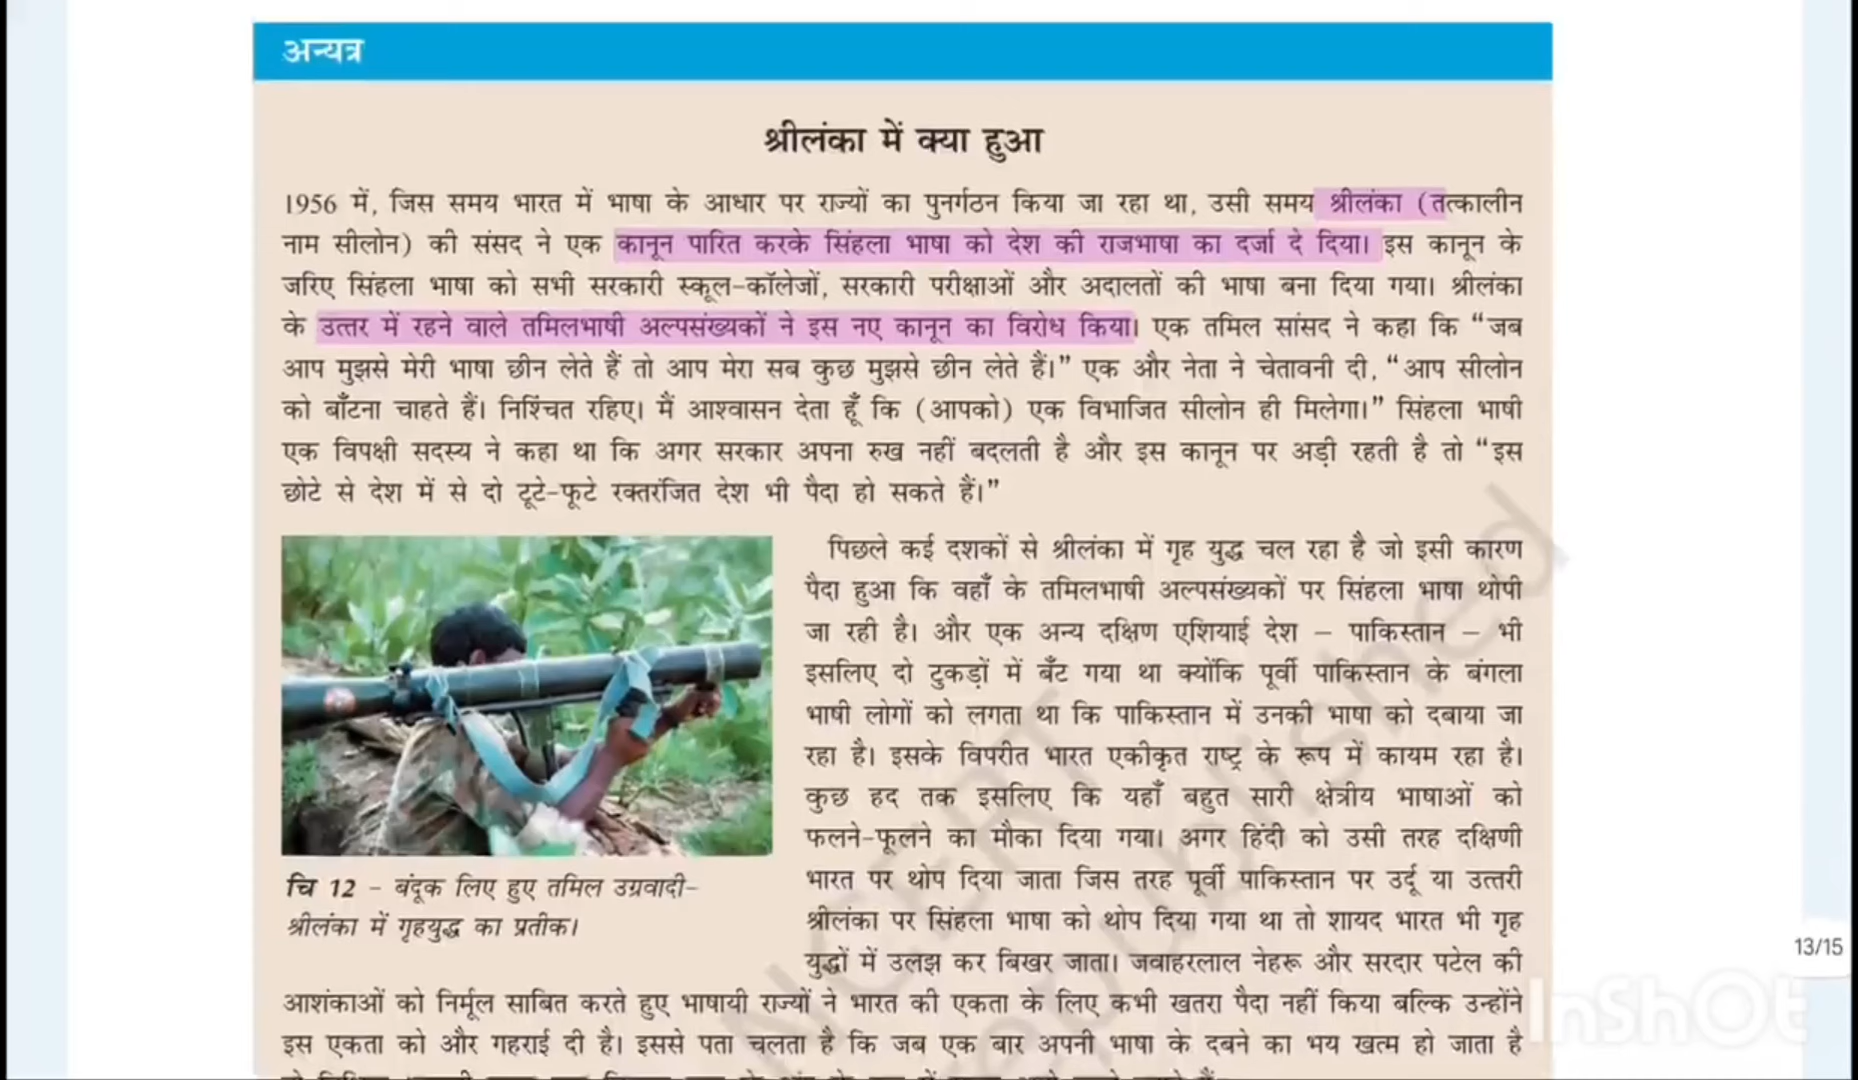 अन्यत्र
श्रीलंका में क्या हुआ
1956 में, जिस समय भारत में भाषा के आधार पर राज्यों का पुनर्गठन किया जा रहा था, उसी समय श्रीलंका (तत्कालीन
नाम सीलोन) की संसद ने एक कानून पारित करके सिंहला भाषा को देश की राजभाषा का दर्जा दे दिया। इस कानून के
जरिए सिंहला भाषा को सभी सरकारी स्कूल-कॉलेजों, सरकारी परीक्षाओं और अदालतों की भाषा बना दिया गया। श्रीलंका
के उत्तर में रहने वाले तमिलभाषी अल्पसंख्यकों ने इस नए कानून का विरोध किया। एक तमिल सांसद ने कहा कि “जब
आप मुझसे मेरी भाषा छीन लेते हैं तो आप मेरा सब कुछ मुझसे छीन लेते हैं।” एक और नेता ने चेतावनी दी, “आप सीलोन
को बाँटना चाहते हैं। निश्चिंत रहिए। मैं आश्वासन देता हूँ कि (आपको) एक विभाजित सीलोन ही मिलेगा।” सिंहला भाषी
एक विपक्षी सदस्य ने कहा था कि अगर सरकार अपना रुख नहीं बदलती है और इस कानून पर अड़ी रहती है तो “इस
छोटे से देश में से दो टूटे-फूटे रक्तरंजित देश भी पैदा हो सकते हैं।”
पिछले कई दशकों से श्रीलंका में गृह युद्ध चल रहा है जो इसी कारण
पैदा हुआ कि वहाँ के तमिलभाषी अल्पसंख्यकों पर सिंहला भाषा थोपी
जा रही है। और एक अन्य दक्षिण एशियाई देश – पाकिस्तान – भी
इसलिए दो टुकड़ों में बँट गया था क्योंकि पूर्वी पाकिस्तान के बंगला
भाषी लोगों को लगता था कि पाकिस्तान में उनकी भाषा को दबाया जा
रहा है। इसके विपरीत भारत एकीकृत राष्ट्र के रूप में कायम रहा है।
कुछ हद तक इसलिए कि यहाँ बहुत सारी क्षेत्रीय भाषाओं को
फलने-फूलने का मौका दिया गया। अगर हिंदी को उसी तरह दक्षिणी
भारत पर थोप दिया जाता जिस तरह पूर्वी पाकिस्तान पर उर्दू या उत्तरी
श्रीलंका पर सिंहला भाषा को थोप दिया गया था तो शायद भारत भी गृह
युद्धों में उलझ कर बिखर जाता। जवाहरलाल नेहरू और सरदार पटेल की
आशंकाओं को निर्मूल साबित करते हुए भाषायी राज्यों ने भारत की एकता के लिए कभी खतरा पैदा नहीं किया बल्कि उन्होंने
इस एकता को और गहराई दी है। इससे पता चलता है कि जब एक बार अपनी भाषा के दबने का भय खत्म हो जाता है
चि 12 – बंदूक लिए हुए तमिल उग्रवादी-
श्रीलंका में गृहयुद्ध का प्रतीक।
13/15
InShOt
NCERT
republished